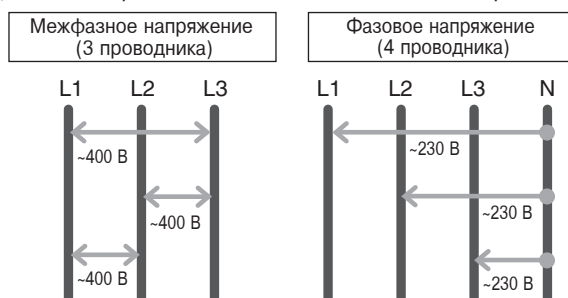 Межфазное напряжение
(3 проводника)
Фазовое напряжение
(4 проводника)
L1 L2 L3
L1 L2 L3 N
~400 В
~230 В
~400 В
~230 В
~400 В
~230 В